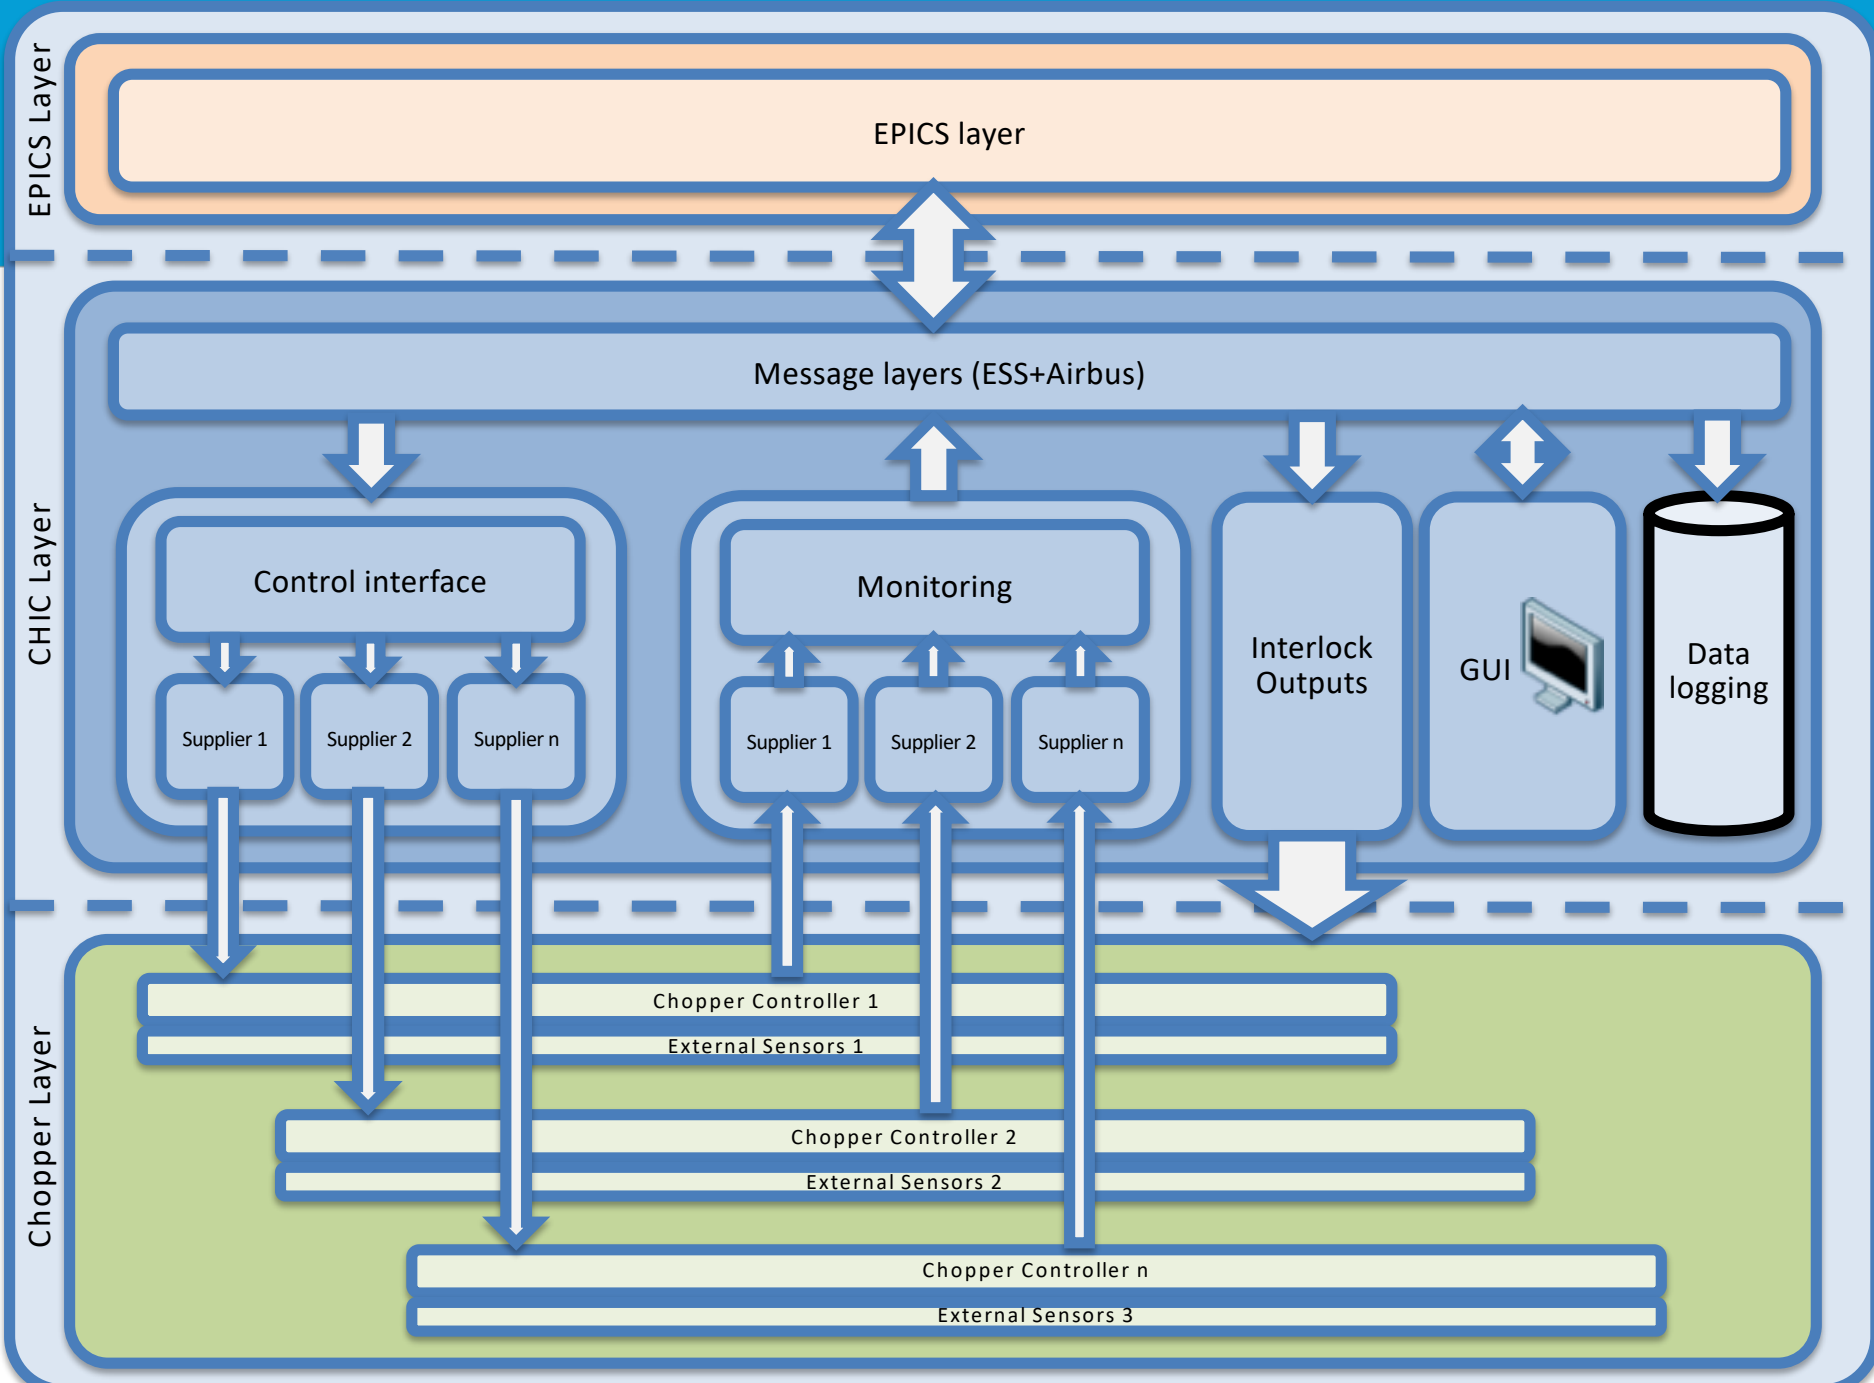 EPICS Layer
EPICS layer
CHIC Layer
Message layers (ESS+Airbus)
Control interface
Supplier 1
Supplier 2
Supplier n
Monitoring
Supplier 1
Supplier 2
Supplier n
Interlock
Outputs
GUI
Data
logging
Chopper Layer
Chopper Controller 1
External Sensors 1
Chopper Controller 2
External Sensors 2
Chopper Controller n
External Sensors 3